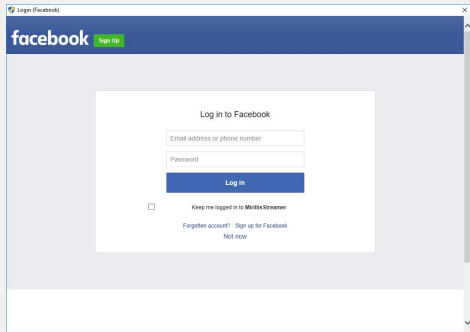 Login (Facebook)
facebook Sign Up
Log in to Facebook
Email address or phone number
Password
Log In
Keep me logged in to MirillisStreamer
Forgotten account? · Sign up for Facebook
Not now